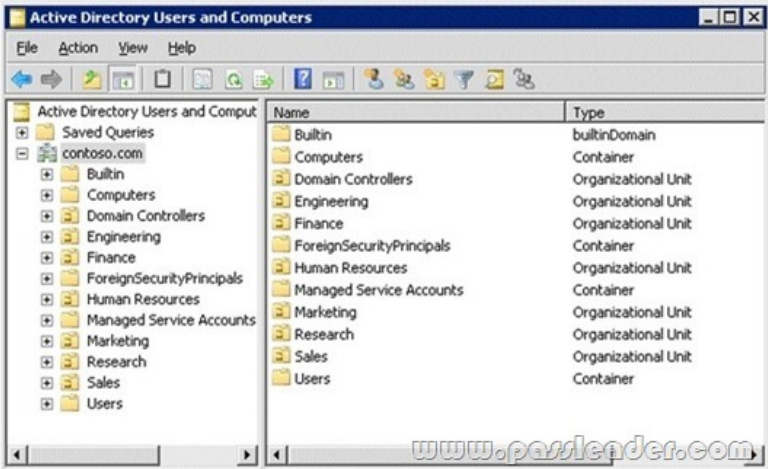 Active Directory Users and Computers
File Action View Help
Active Directory Users and Comput
Saved Queries
contoso.com
Builtin
Computers
Domain Controllers
Engineering
Finance
ForeignSecurityPrincipals
Human Resources
Managed Service Accounts
Marketing
Research
Sales
Users
Name Type
Builtin builtinDomain
Computers Container
Domain Controllers Organizational Unit
Engineering Organizational Unit
Finance Organizational Unit
ForeignSecurityPrincipals Container
Human Resources Organizational Unit
Managed Service Accounts Container
Marketing Organizational Unit
Research Organizational Unit
Sales Organizational Unit
Users Container
www.passleader.com